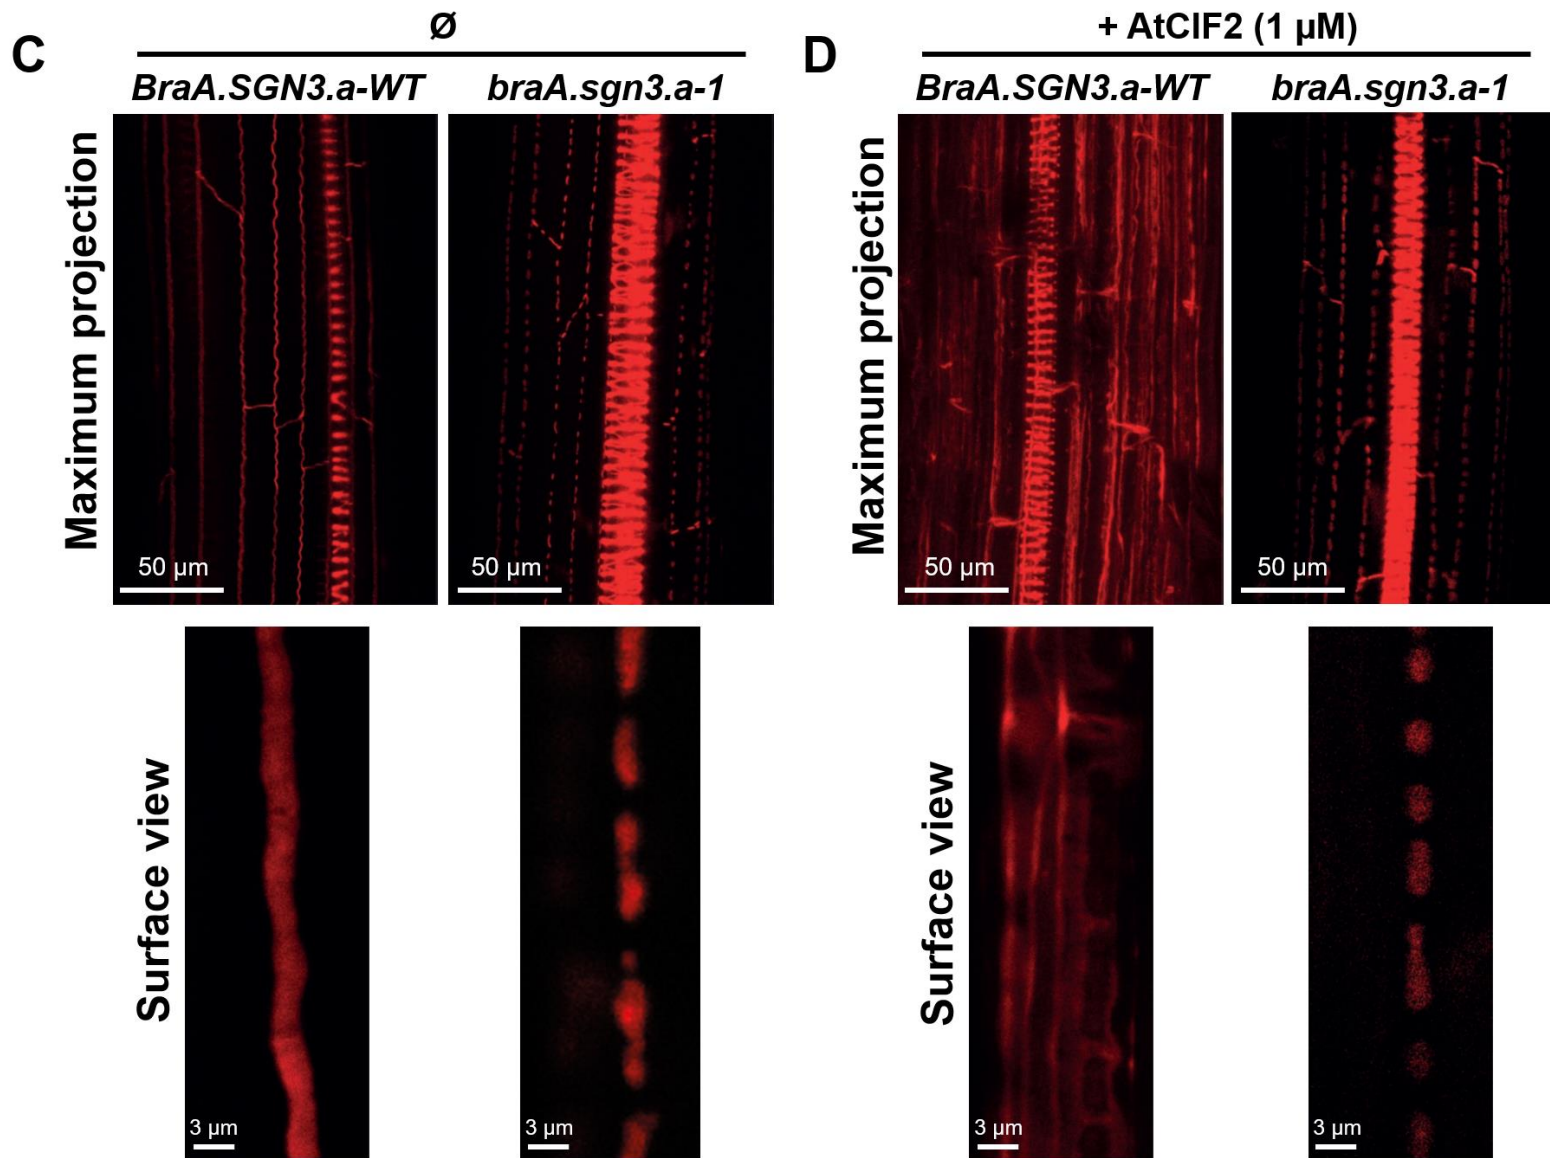 C
Ø
BraA.SGN3.a-WT
braA.sgn3.a-1
Maximum projection
50 µm
50 µm
Surface view
3 µm
3 µm
D
+ AtCIF2 (1 µM)
BraA.SGN3.a-WT
braA.sgn3.a-1
Maximum projection
50 µm
50 µm
Surface view
3 µm
3 µm